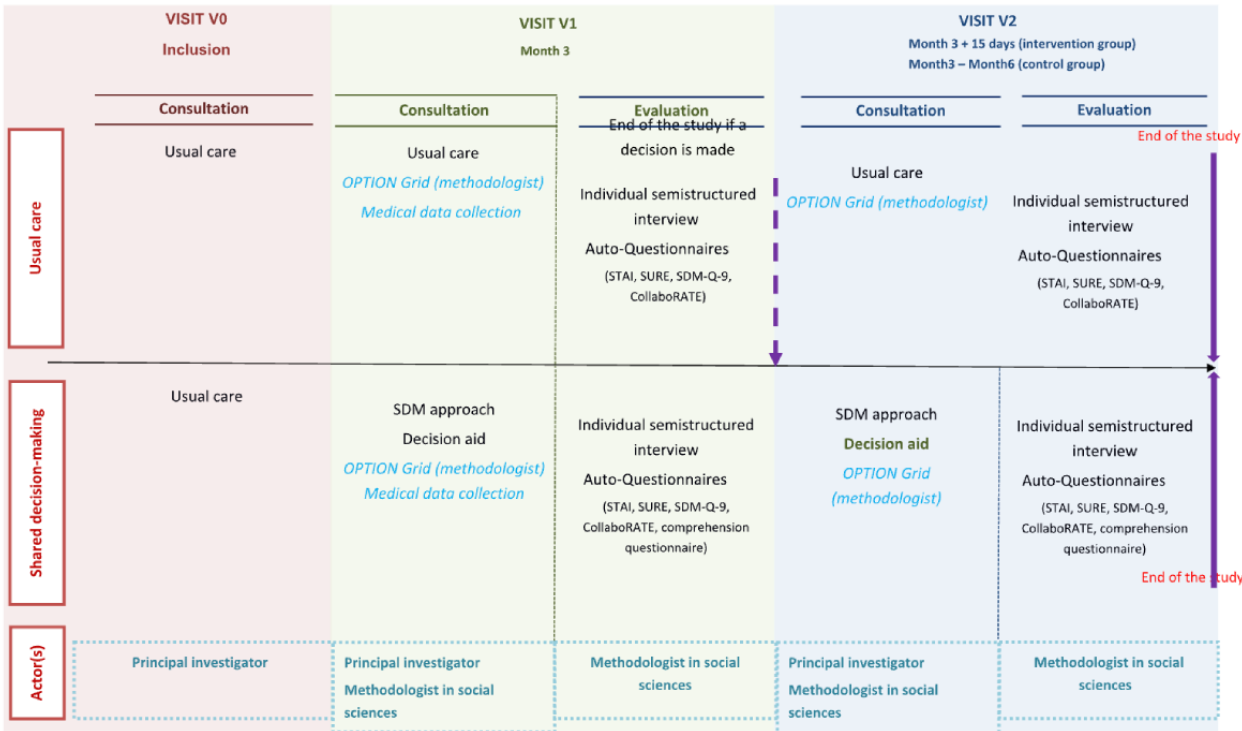 VISIT V0
Inclusion
VISIT V1
Month 3
VISIT V2
Month 3 + 15 days (intervention group)
Month3 – Month6 (control group)
Consultation
Consultation
Evaluation
Consultation
Evaluation
Usual care
Usual care
Usual care
OPTION Grid (methodologist)
Medical data collection
End of the study if a
decision is made
Individual semistructured
interview
Auto-Questionnaires
(STAI, SURE, SDM-Q-9,
CollaboRATE)
Usual care
OPTION Grid (methodologist)
End of the study
Individual semistructured
interview
Auto-Questionnaires
(STAI, SURE, SDM-Q-9,
CollaboRATE)
Shared decision-making
Usual care
SDM approach
Decision aid
OPTION Grid (methodologist)
Medical data collection
Individual semistructured
interview
Auto-Questionnaires
(STAI, SURE, SDM-Q-9,
CollaboRATE, comprehension
questionnaire)
SDM approach
Decision aid
OPTION Grid
(methodologist)
Individual semistructured
interview
Auto-Questionnaires
(STAI, SURE, SDM-Q-9,
CollaboRATE, comprehension
questionnaire)
End of the study
Actor(s)
Principal investigator
Principal investigator
Methodologist in social
sciences
Methodologist in social
sciences
Principal investigator
Methodologist in social
sciences
Methodologist in social
sciences